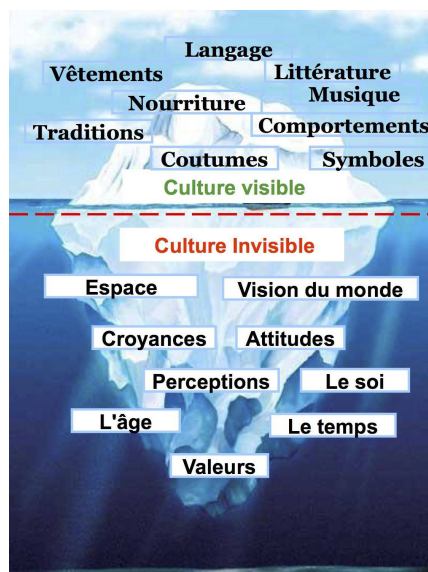 Langage
Vêtements
Littérature
Musique
Nourriture
Traditions
Comportements
Coutumes
Symboles
Culture visible
Culture Invisible
Espace
Vision du monde
Croyances
Attitudes
Perceptions
Le soi
L'âge
Le temps
Valeurs